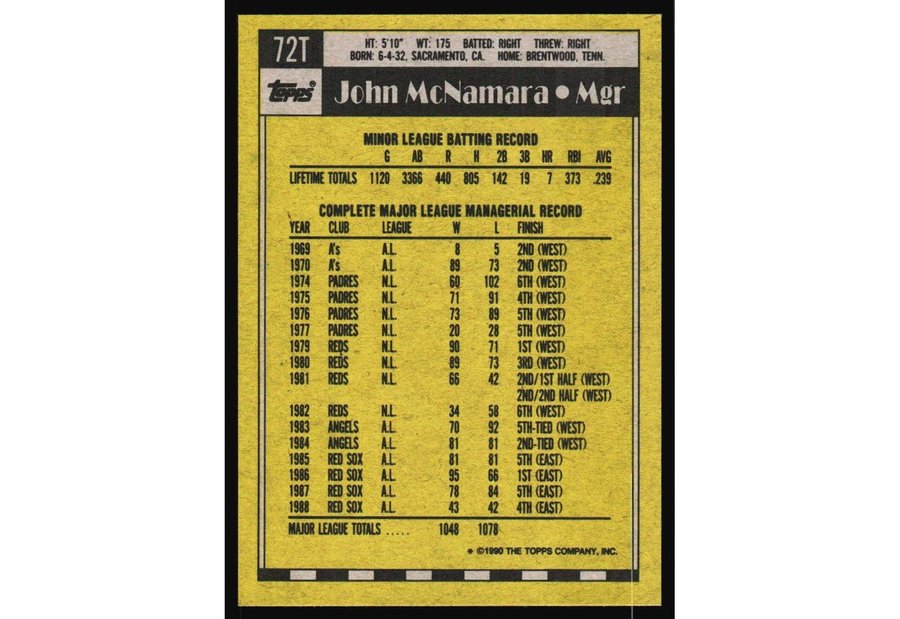 72T
HT: 5'10" WT: 175 BATTED: RIGHT THREW: RIGHT
BORN: 6-4-32, SACRAMENTO, CA. HOME: BRENTWOOD, TENN.
TOPPS®
John McNamara • Mgr
MINOR LEAGUE BATTING RECORD
G AB R H 2B 3B HR RBI AVG
LIFETIME TOTALS 1120 3366 440 805 142 19 7 373 .239
COMPLETE MAJOR LEAGUE MANAGERIAL RECORD
YEAR CLUB LEAGUE W L FINISH
1969 A's A.L. 8 5 2ND (WEST)
1970 A's A.L. 89 73 2ND (WEST)
1974 PADRES N.L. 60 102 6TH (WEST)
1975 PADRES N.L. 71 91 4TH (WEST)
1976 PADRES N.L. 73 89 5TH (WEST)
1977 PADRES N.L. 20 28 5TH (WEST)
1979 REDS N.L. 90 71 1ST (WEST)
1980 REDS N.L. 89 73 3RD (WEST)
1981 REDS N.L. 66 42 2ND/1ST HALF (WEST)
2ND/2ND HALF (WEST)
1982 REDS N.L. 34 58 6TH (WEST)
1983 ANGELS A.L. 70 92 5TH-TIED (WEST)
1984 ANGELS A.L. 81 81 2ND-TIED (WEST)
1985 RED SOX A.L. 81 81 5TH (EAST)
1986 RED SOX A.L. 95 66 1ST (EAST)
1987 RED SOX A.L. 78 84 5TH (EAST)
1988 RED SOX A.L. 43 42 4TH (EAST)
MAJOR LEAGUE TOTALS ..... 1048 1078
* ©1990 THE TOPPS COMPANY, INC.